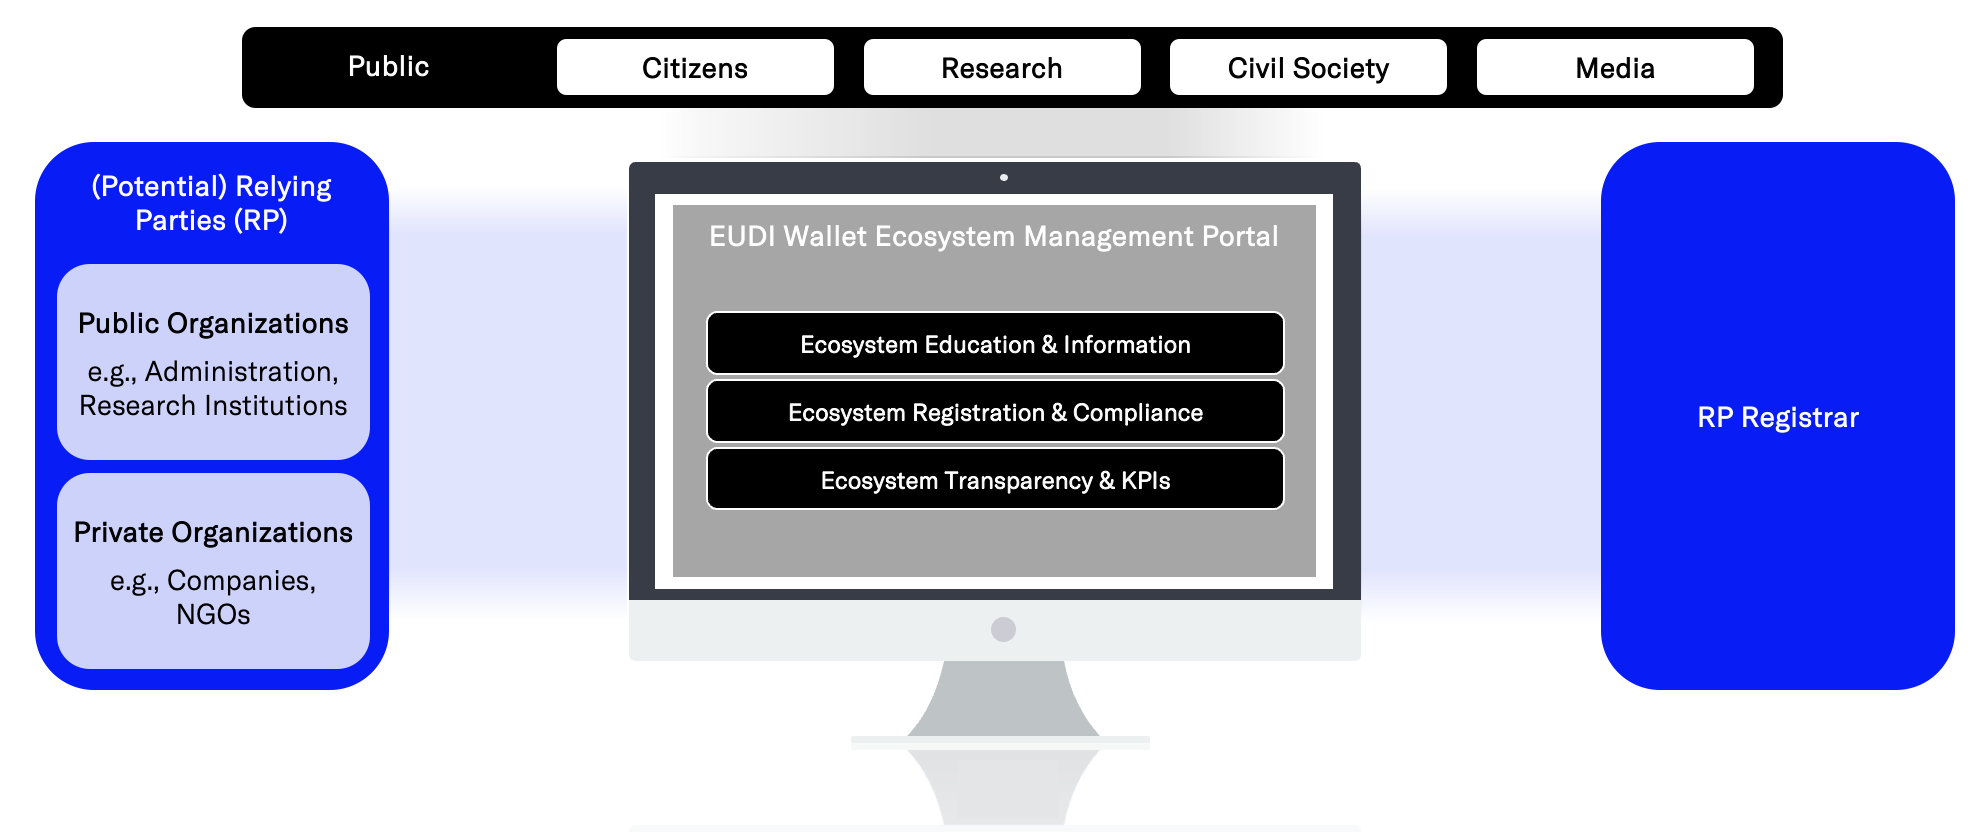 Public
Citizens
Research
Civil Society
Media
(Potential) Relying
Parties (RP)
Public Organizations
e.g., Administration,
Research Institutions
Private Organizations
e.g., Companies,
NGOs
EUDI Wallet Ecosystem Management Portal
Ecosystem Education & Information
Ecosystem Registration & Compliance
Ecosystem Transparency & KPIs
RP Registrar